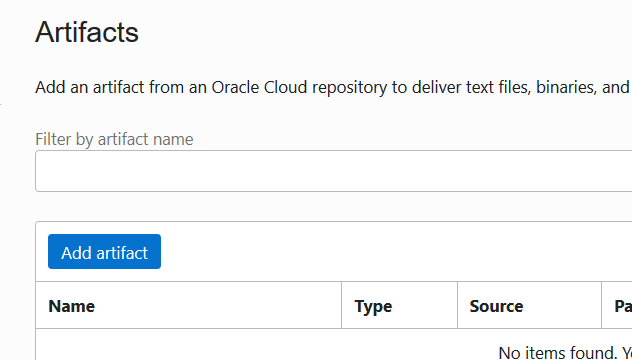 Artifacts
Add an artifact from an Oracle Cloud repository to deliver text files, binaries, and
Filter by artifact name
Add artifact
Name Type Source Pa
No items found. Y